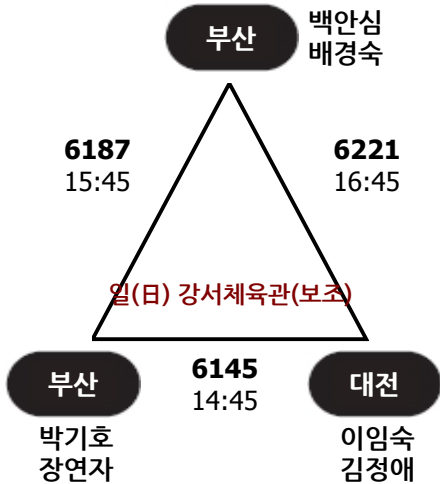 부산
백안심
배경숙
6187
15:45
6221
16:45
일(日) 강서체육관(보조)
부산
6145
14:45
대전
박기호
장연자
이임숙
김정애